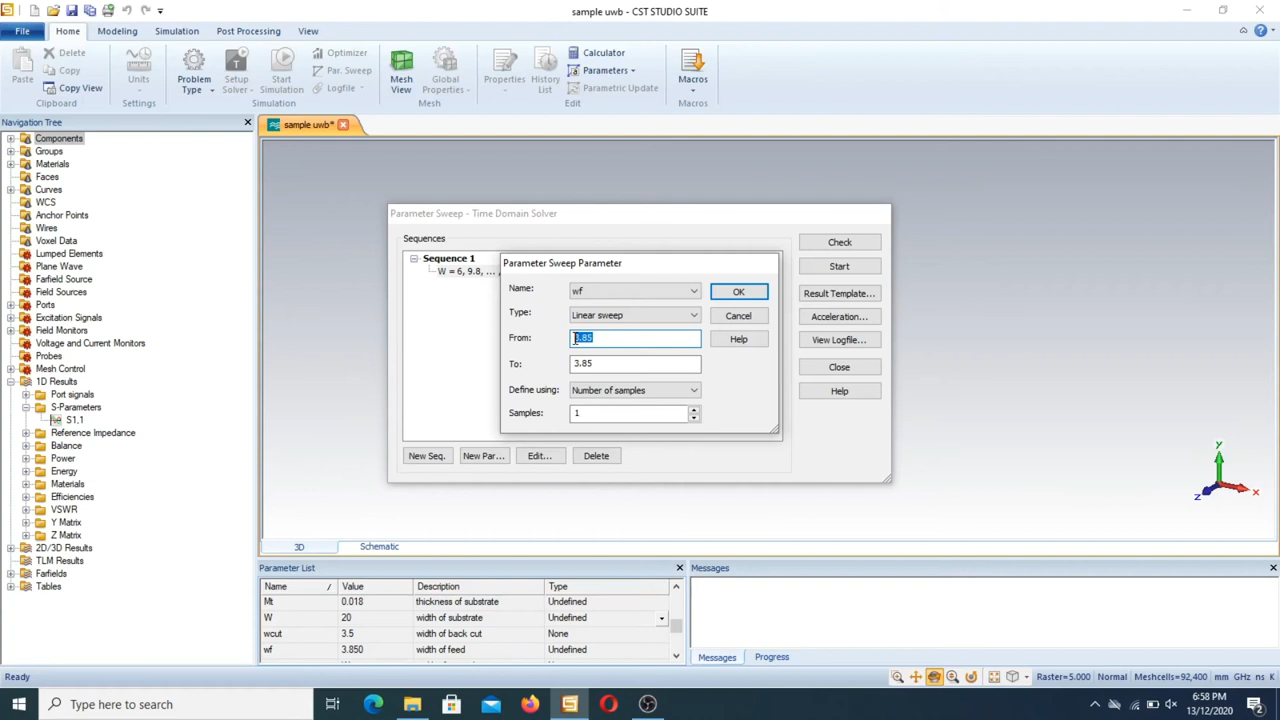 sample uwb - CST STUDIO SUITE
File
Home
Modeling
Simulation
Post Processing
View
Paste
Delete
Copy
Copy View
Clipboard
Units
Settings
Problem
Type
Setup
Solver
Start
Simulation
Optimizer
Par. Sweep
Logfile
Simulation
Mesh
View
Global
Properties
Mesh
Properties
History
List
Calculator
Parameters
Parametric Update
Edit
Macros
Macros
Navigation Tree
Components
Groups
Materials
Faces
Curves
WCS
Anchor Points
Wires
Voxel Data
Lumped Elements
Plane Wave
Farfield Source
Field Sources
Ports
Excitation Signals
Field Monitors
Voltage and Current Monitors
Probes
Mesh Control
1D Results
Port signals
S-Parameters
S1,1
Reference Impedance
Balance
Power
Energy
Materials
Efficiencies
VSWR
Y Matrix
Z Matrix
2D/3D Results
TLM Results
Farfields
Tables
sample uwb*
Parameter Sweep - Time Domain Solver
Sequences
Sequence 1
W = 6, 9.8, ... ,
Check
Start
Result Template...
Acceleration...
View Logfile...
Close
Help
New Seq.
New Par...
Edit...
Delete
Parameter Sweep Parameter
Name: wf
Type: Linear sweep
From: 3.85
To: 3.85
Define using: Number of samples
Samples: 1
OK
Cancel
Help
Y
X
Z
3D
Schematic
Parameter List
Name / Value Description Type
Mt 0.018 thickness of substrate Undefined
W 20 width of substrate Undefined
wcut 3.5 width of back cut None
wf 3.850 width of feed Undefined
Messages
Messages
Progress
Ready
Raster=5.000 Normal Meshcells=92,400 mm GHz ns K
Type here to search
6:58 PM
13/12/2020
2